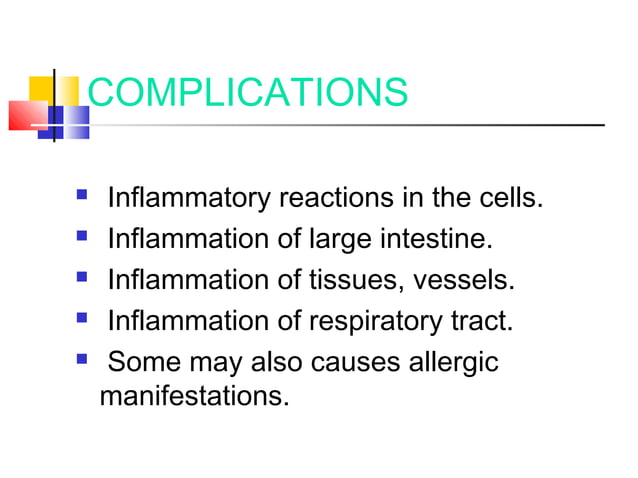 COMPLICATIONS
Inflammatory reactions in the cells.
Inflammation of large intestine.
Inflammation of tissues, vessels.
Inflammation of respiratory tract.
Some may also causes allergic
manifestations.